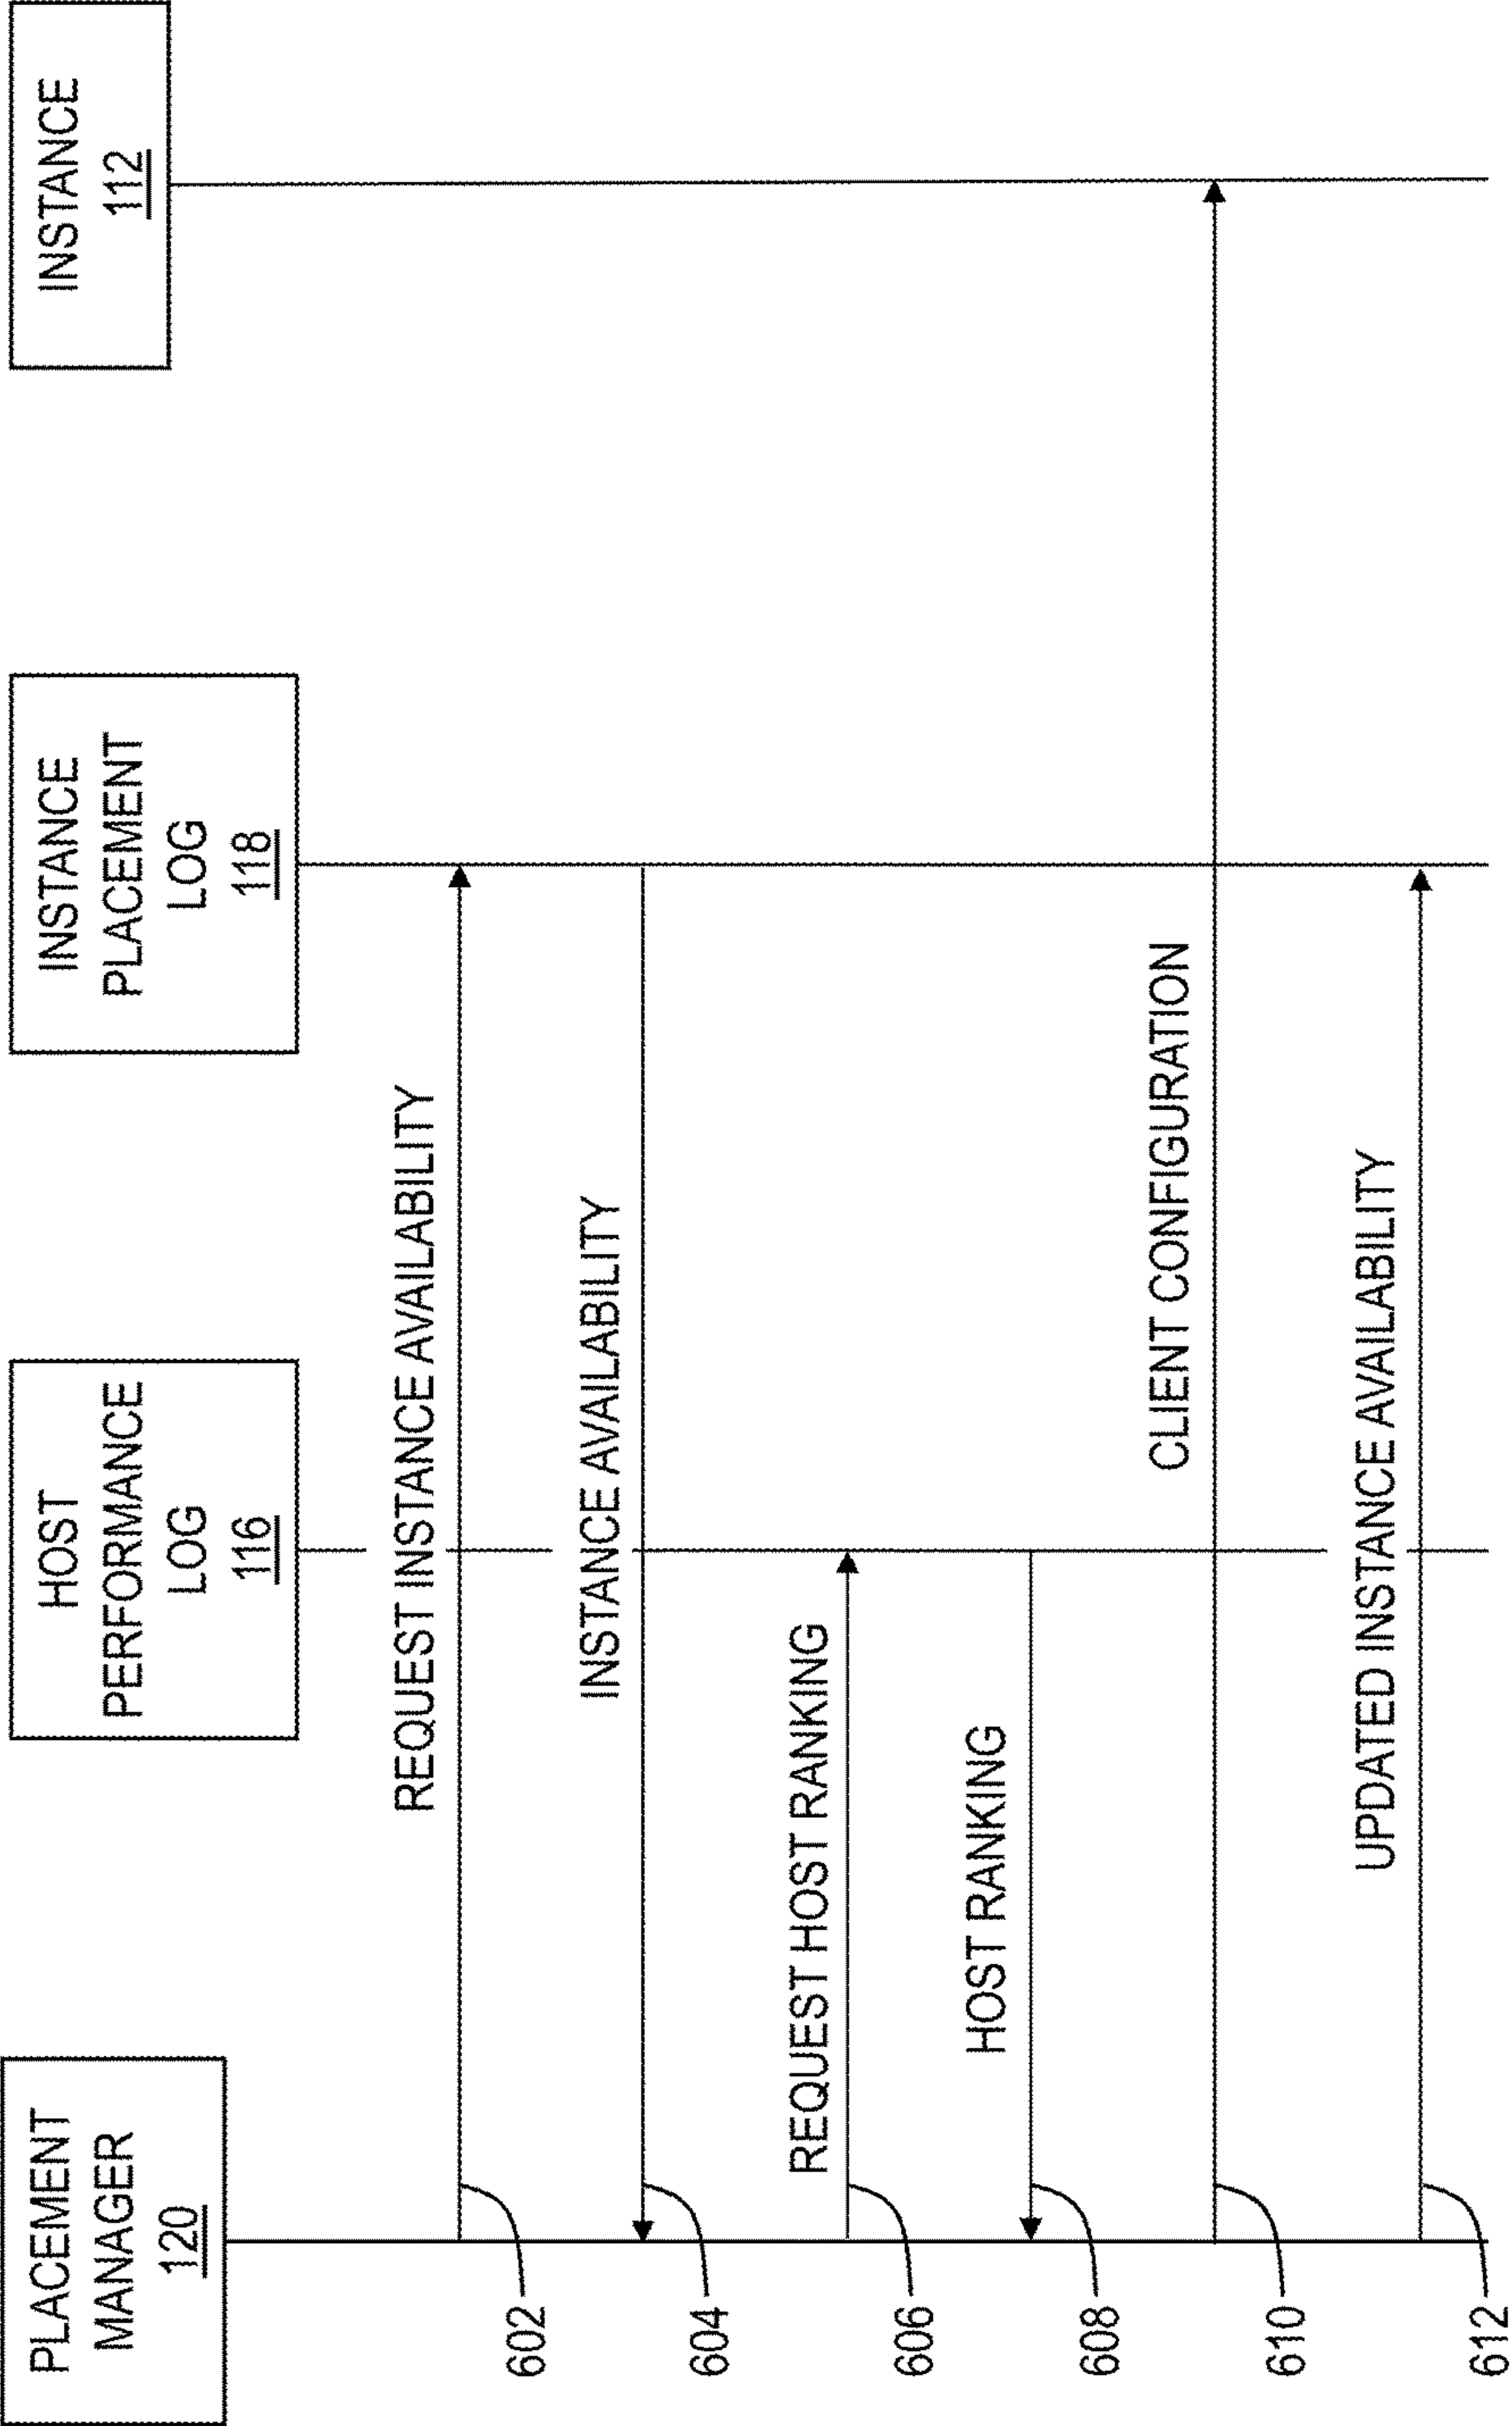 PLACEMENT
MANAGER
120
HOST
PERFORMANCE
LOG
116
INSTANCE
PLACEMENT
LOG
118
INSTANCE
112
REQUEST INSTANCE AVAILABILITY
602
INSTANCE AVAILABILITY
604
REQUEST HOST RANKING
606
HOST RANKING
608
CLIENT CONFIGURATION
610
UPDATED INSTANCE AVAILABILITY
612